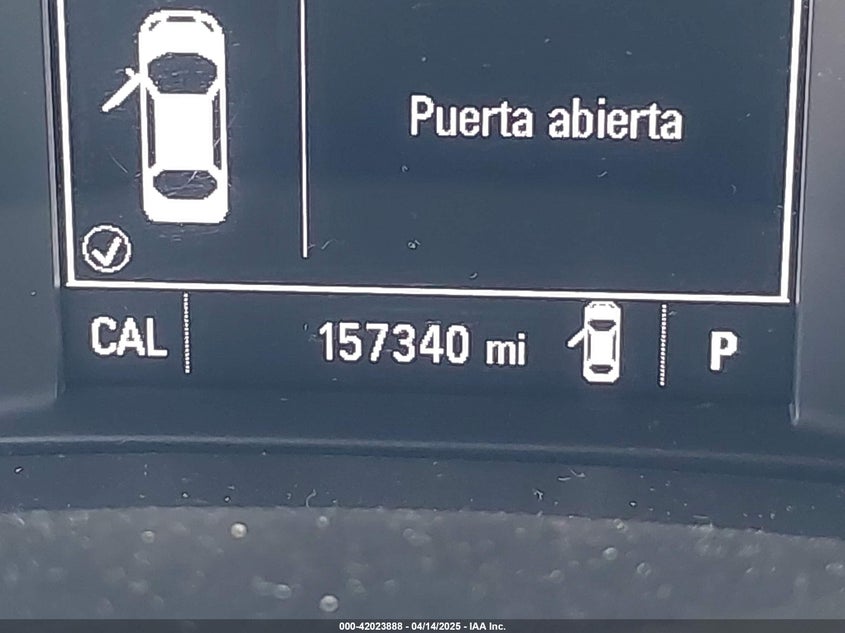 Puerta abierta
CAL 157340 mi P
000-42023888 - 04/14/2025 - IAA Inc.